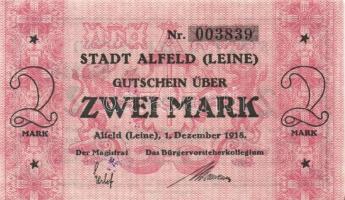 Nr. 003839
STADT ALFELD (LEINE)
GUTSCHEIN ÜBER
ZWEI MARK
2 MARK
2 MARK
Alfeld (Leine), 1. Dezember 1918.
Der Magistrat Das Bürgervorsteherkollegium